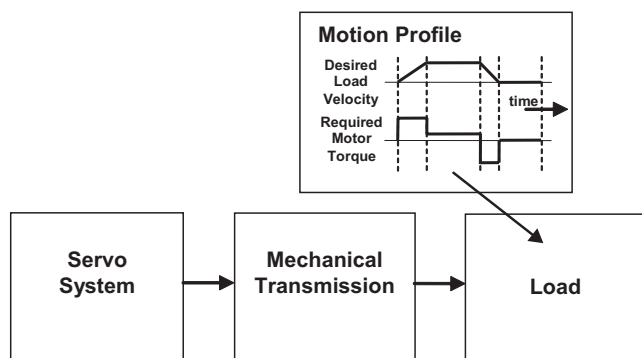 Motion Profile
Desired
Load
Velocity
time
Required
Motor
Torque
Servo
System
Mechanical
Transmission
Load